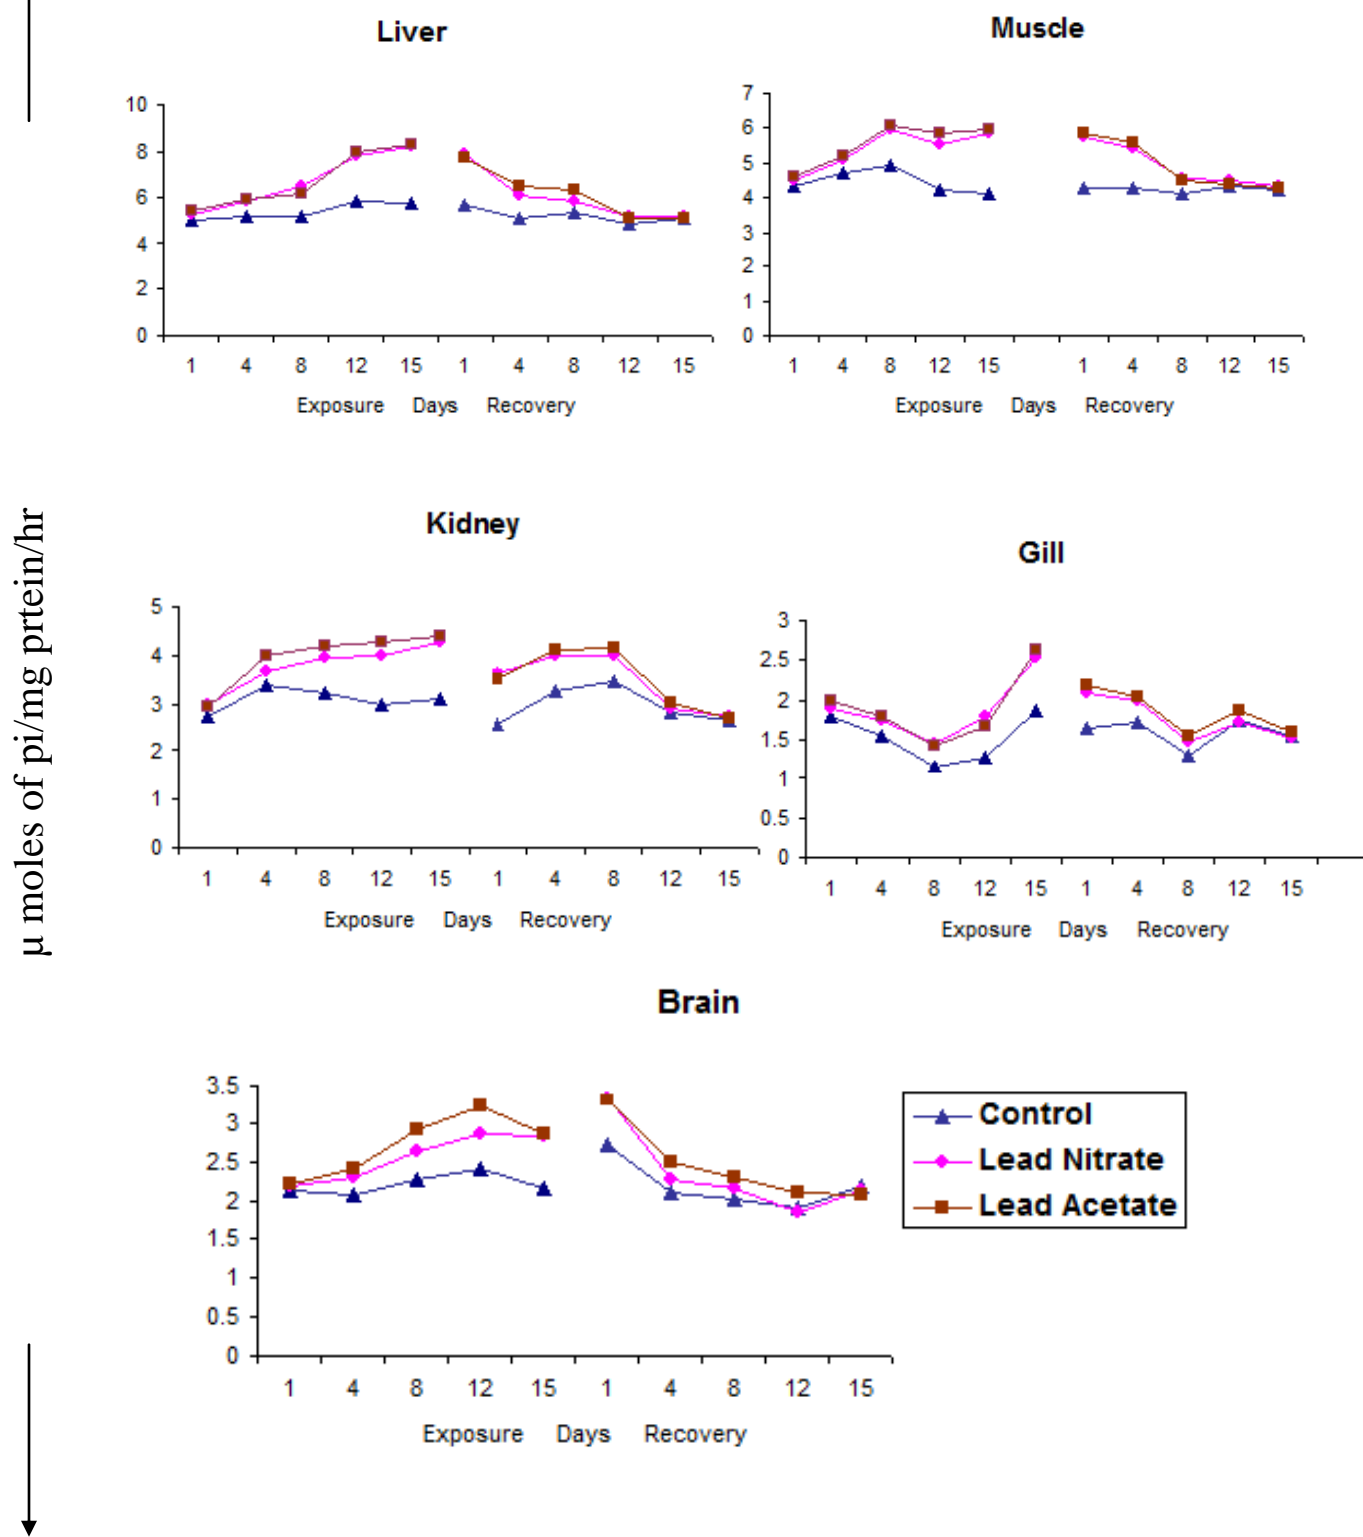 Liver
10
8
6
4
2
0
1 4 8 12 15 1 4 8 12 15
Exposure Days Recovery
Muscle
7
6
5
4
3
2
1
0
1 4 8 12 15 1 4 8 12 15
Exposure Days Recovery
µ moles of pi/mg prtein/hr
Kidney
5
4
3
2
1
0
1 4 8 12 15 1 4 8 12 15
Exposure Days Recovery
Gill
3
2.5
2
1.5
1
0.5
0
1 4 8 12 15 1 4 8 12 15
Exposure Days Recovery
Brain
3.5
3
2.5
2
1.5
1
0.5
0
1 4 8 12 15 1 4 8 12 15
Exposure Days Recovery
Control
Lead Nitrate
Lead Acetate